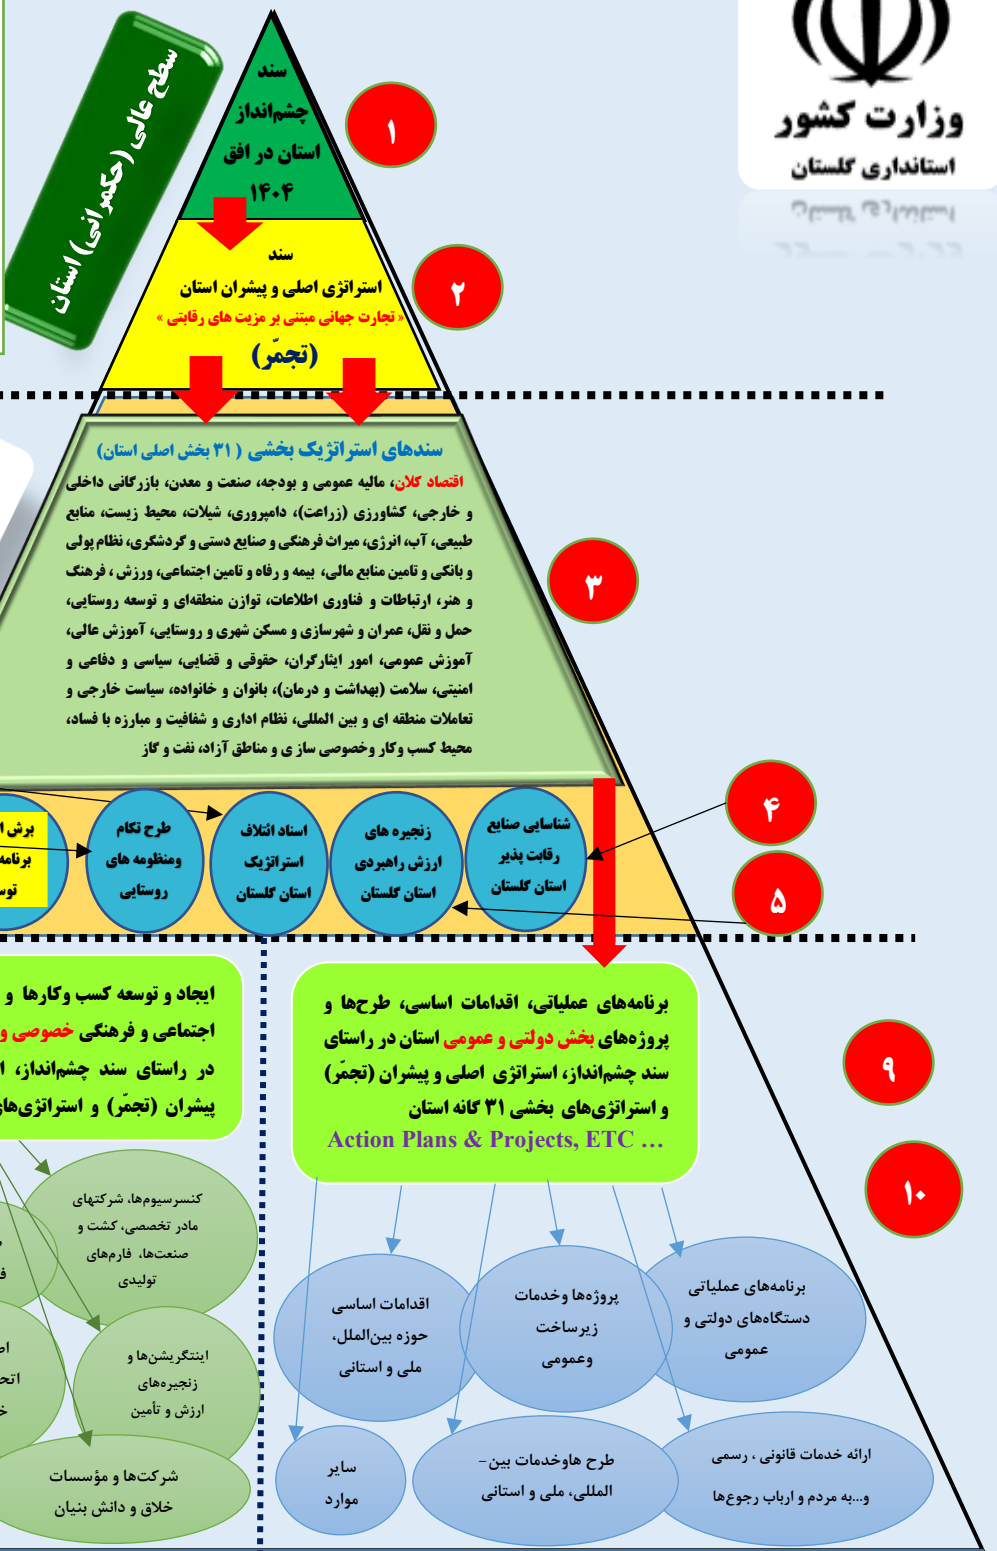 وزارت کشور
استانداری گلستان
سطح عالی (حکمرانی) استان
سند
چشم‌انداز
استان در افق
۱۴۰۴
۱
سند
استراتژی اصلی و پیشران استان
« تجارت جهانی مبتنی بر مزیت های رقابتی »
(تجمّر)
۲
سندهای استراتژیک بخشی ( ۳۱ بخش اصلی استان)
اقتصاد کلان، مالیه عمومی و بودجه، صنعت و معدن، بازرگانی داخلی
و خارجی، کشاورزی (زراعت)، دامپروری، شیلات، محیط زیست، منابع
طبیعی، آب، انرژی، میراث فرهنگی و صنایع دستی و گردشگری، نظام پولی
و بانکی و تامین منابع مالی، بیمه و رفاه و تامین اجتماعی، ورزش ، فرهنگ
و هنر، ارتباطات و فناوری اطلاعات، توازن منطقه‌ای و توسعه روستایی،
حمل و نقل، عمران و شهرسازی و مسکن شهری و روستایی، آموزش عالی،
آموزش عمومی، امور ایثارگران، حقوقی و قضایی، سیاسی و دفاعی و
امنیتی، سلامت (بهداشت و درمان)، بانوان و خانواده، سیاست خارجی و
تعاملات منطقه ای و بین المللی، نظام اداری و شفافیت و مبارزه با فساد،
محیط کسب وکار وخصوصی سازی و مناطق آزاد، نفت و گاز
۳
شناسایی صنایع
رقابت پذیر
استان گلستان
زنجیره های
ارزش راهبردی
استان گلستان
اسناد ائتلاف
استراتژیک
استان گلستان
طرح تکام
ومنظومه های
روستایی
برش ا
برنامه
توس
۴
۵
برنامه‌های عملیاتی، اقدامات اساسی، طرح‌ها و
پروژه‌های بخش دولتی و عمومی استان در راستای
سند چشم‌انداز، استراتژی اصلی و پیشران (تجمّر)
و استراتژی‌های بخشی ۳۱ گانه استان
Action Plans & Projects, ETC …
ایجاد و توسعه کسب وکارها و
اجتماعی و فرهنگی خصوصی و
در راستای سند چشم‌انداز، ا
پیشران (تجمّر) و استراتژی‌های
۹
۱۰
برنامه‌های عملیاتی
دستگاه‌های دولتی و
عمومی
پروژه‌ها وخدمات
زیرساخت
وعمومی
اقدامات اساسی
حوزه بین‌الملل،
ملی و استانی
ارائه خدمات قانونی ، رسمی
و...به مردم و ارباب رجوع‌ها
طرح هاوخدمات بین–
المللی، ملی و استانی
سایر
موارد
کنسرسیوم‌ها، شرکتهای
مادر تخصصی، کشت و
صنعت‌ها، فارم‌های
تولیدی
اینتگریشن‌ها و
زنجیره‌های
ارزش و تأمین
شرکت‌ها و مؤسسات
خلاق و دانش بنیان